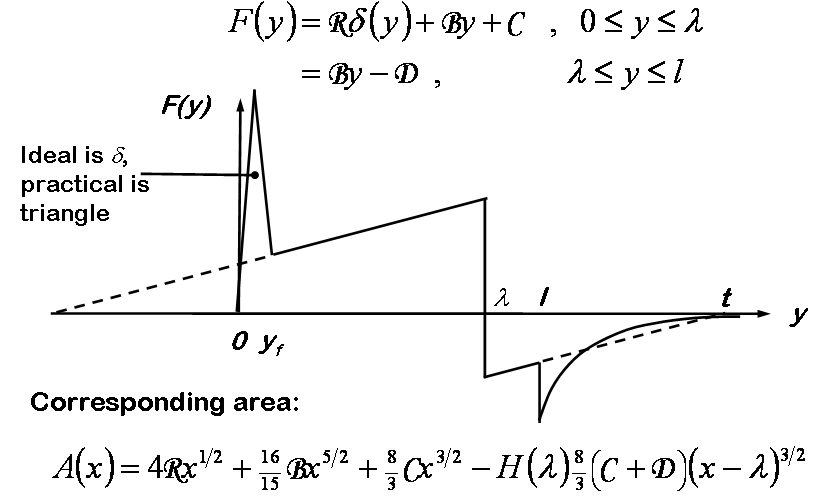 F(y) = ℛδ(y) + ℬy + C , 0 ≤ y ≤ λ
= ℬy − 𝒟 , λ ≤ y ≤ l
F(y)
Ideal is δ,
practical is
triangle
λ l t
y
0 y_f
Corresponding area:
A(x) = 4ℛx^{1/2} + 16/15 ℬx^{5/2} + 8/3 Cx^{3/2} − H(λ) 8/3 (C + 𝒟)(x − λ)^{3/2}